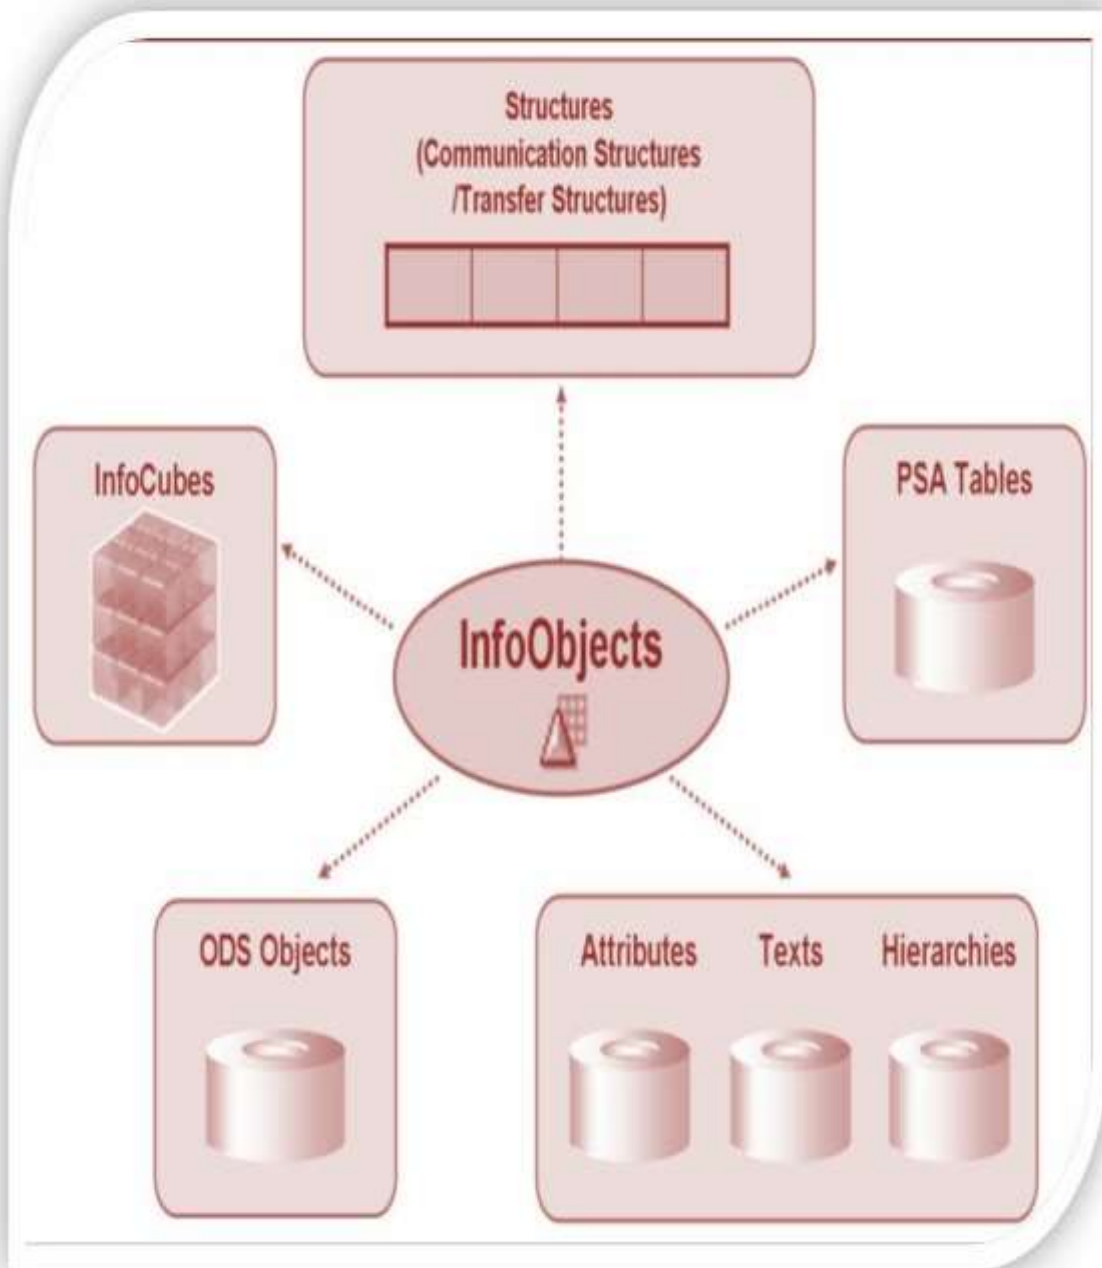 Structures
(Communication Structures
/Transfer Structures)
InfoCubes
PSA Tables
InfoObjects
ODS Objects
Attributes
Texts
Hierarchies